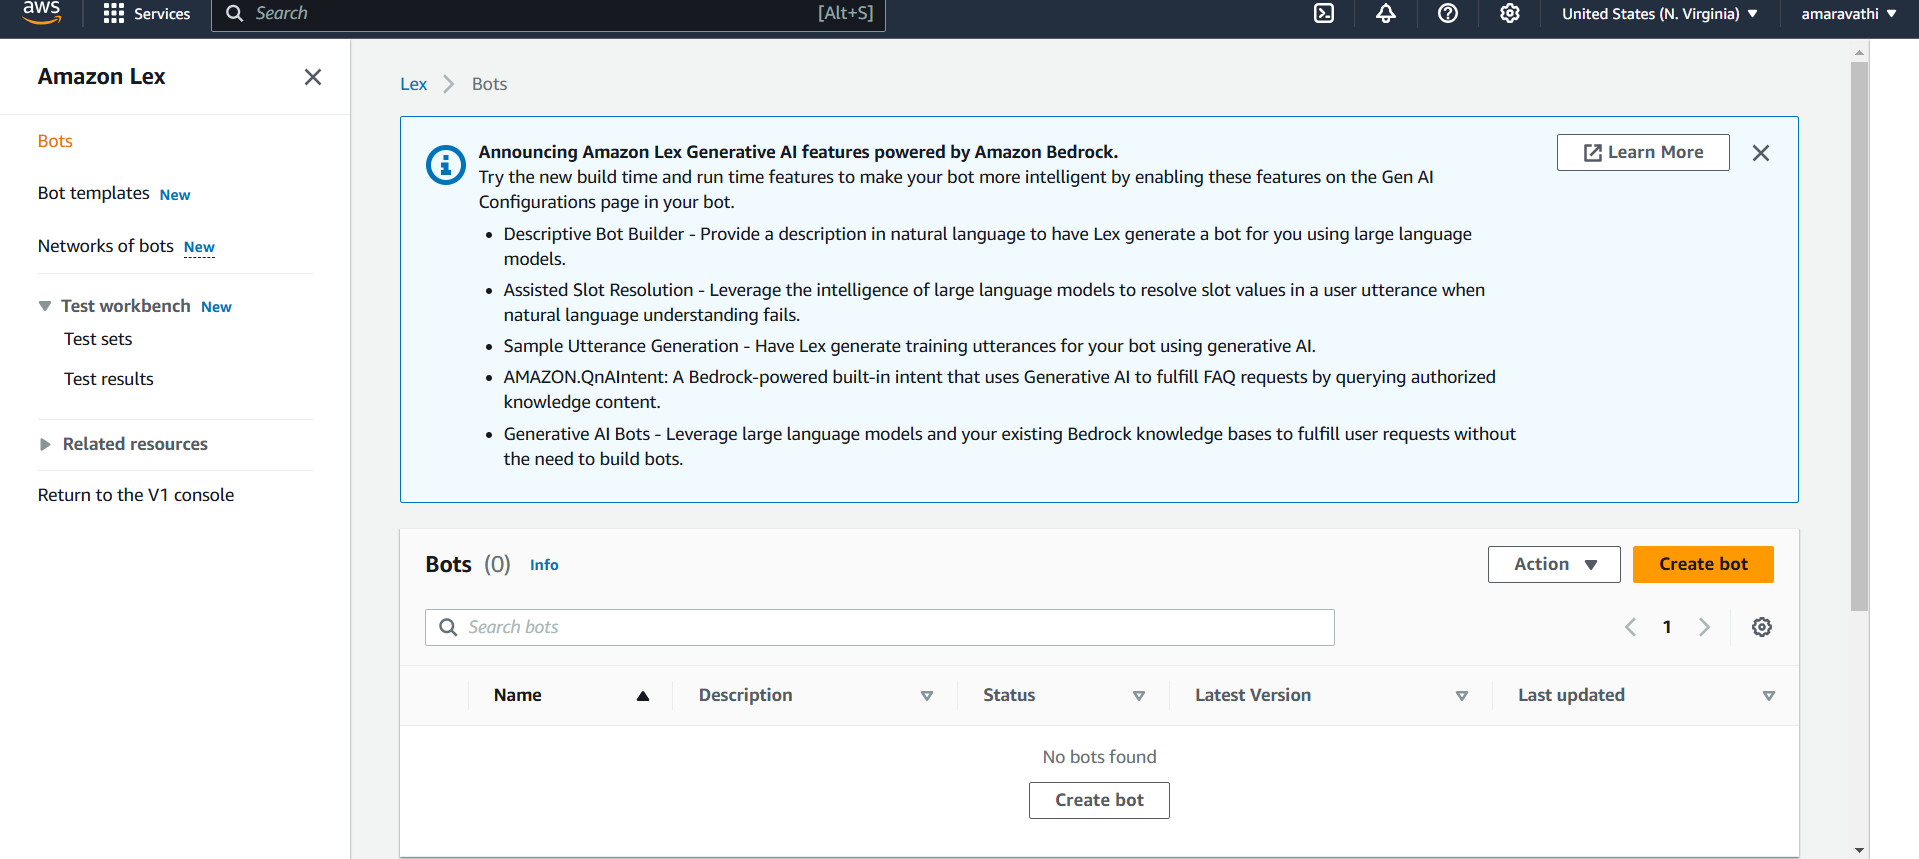 aws
Services
Search
[Alt+S]
United States (N. Virginia)
amaravathi
Amazon Lex
Bots
Bot templates New
Networks of bots New
Test workbench New
Test sets
Test results
Related resources
Return to the V1 console
Lex
Bots
Announcing Amazon Lex Generative AI features powered by Amazon Bedrock.
Try the new build time and run time features to make your bot more intelligent by enabling these features on the Gen AI
Configurations page in your bot.
Learn More
• Descriptive Bot Builder - Provide a description in natural language to have Lex generate a bot for you using large language
models.
• Assisted Slot Resolution - Leverage the intelligence of large language models to resolve slot values in a user utterance when
natural language understanding fails.
• Sample Utterance Generation - Have Lex generate training utterances for your bot using generative AI.
• AMAZON.QnAIntent: A Bedrock-powered built-in intent that uses Generative AI to fulfill FAQ requests by querying authorized
knowledge content.
• Generative AI Bots - Leverage large language models and your existing Bedrock knowledge bases to fulfill user requests without
the need to build bots.
Bots (0) Info
Action
Create bot
Search bots
1
Name
Description
Status
Latest Version
Last updated
No bots found
Create bot